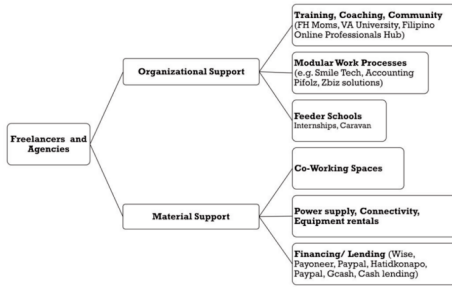 Training, Coaching, Community
(FH Moms, VA University, Filipino
Online Professionals Hub)
Organizational Support
Modular Work Processes
(e.g. Smile Tech, Accounting
Pifolz, Zbiz solutions)
Feeder Schools
Internships, Caravan
Freelancers and
Agencies
Co-Working Spaces
Material Support
Power supply, Connectivity,
Equipment rentals
Financing/ Lending (Wise,
Payoneer, Paypal, Hatidkonapo,
Paypal, Gcash, Cash lending)